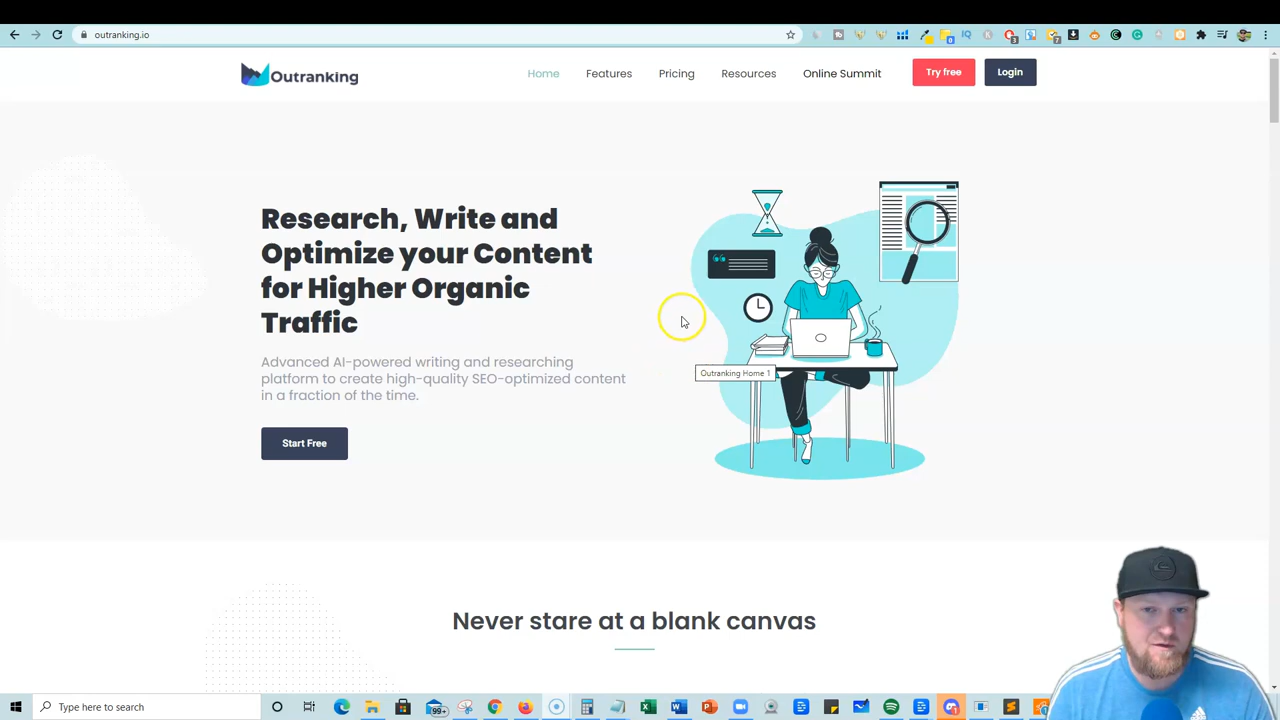 outranking.io
Outranking
Home
Features
Pricing
Resources
Online Summit
Try free
Login
Research, Write and
Optimize your Content
for Higher Organic
Traffic
Advanced AI-powered writing and researching
platform to create high-quality SEO-optimized content
in a fraction of the time.
Start Free
Outranking Home 1
Never stare at a blank canvas
Type here to search
99+